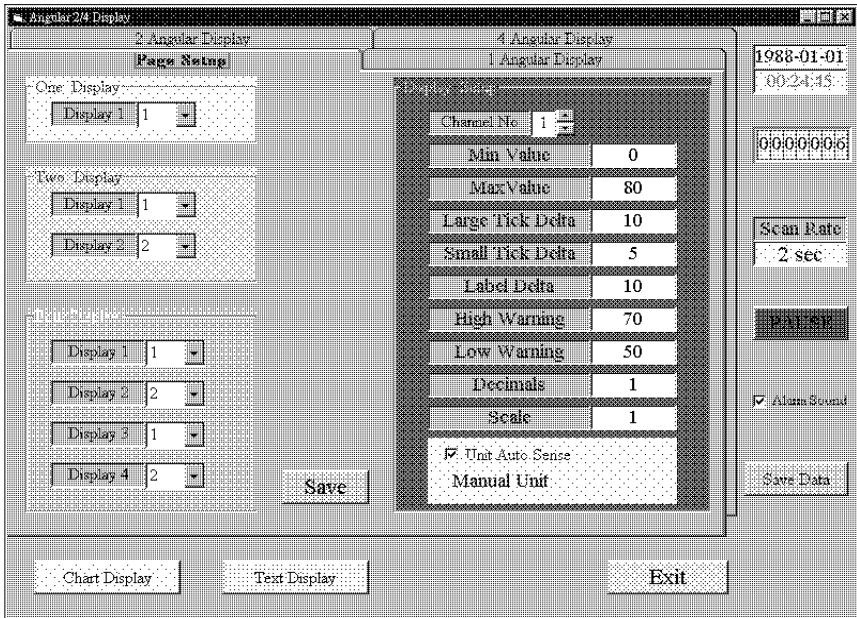 Angular 2/4 Display
2 Angular Display
4 Angular Display
Page Setup
1 Angular Display
One Display
Display 1 1
Two Display
Display 1 1
Display 2 2
Display 1 1
Display 2 2
Display 3 1
Display 4 2
Save
Display Setup
Channel No 1
Min Value 0
MaxValue 80
Large Tick Delta 10
Small Tick Delta 5
Label Delta 10
High Warning 70
Low Warning 50
Decimals 1
Scale 1
Unit Auto Sense
Manual Unit
1988-01-01
00:24:45
0000006
Scan Rate
2 sec
PAUSE
Alarm Sound
Save Data
Chart Display
Text Display
Exit